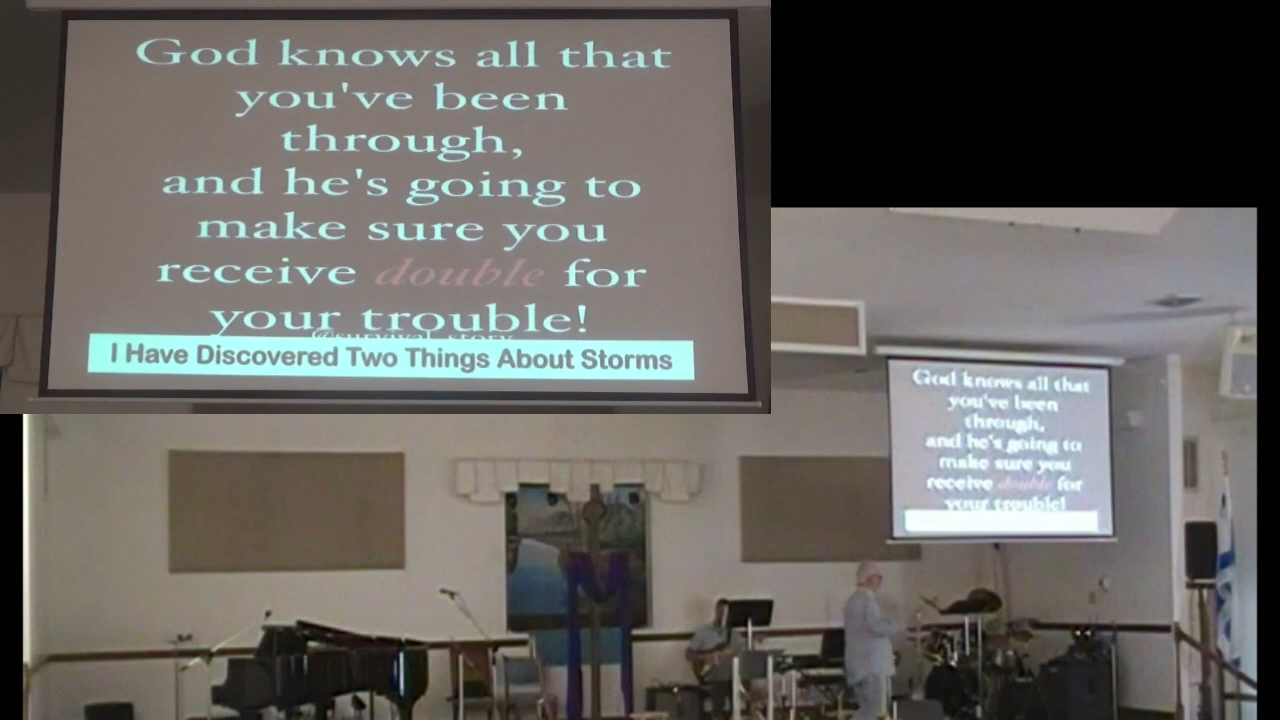 God knows all that
you've been
through,
and he's going to
make sure you
receive double for
your trouble!
@survival_story
I Have Discovered Two Things About Storms
God knows all that
you've been
through,
and he's going to
make sure you
receive double for
your trouble!